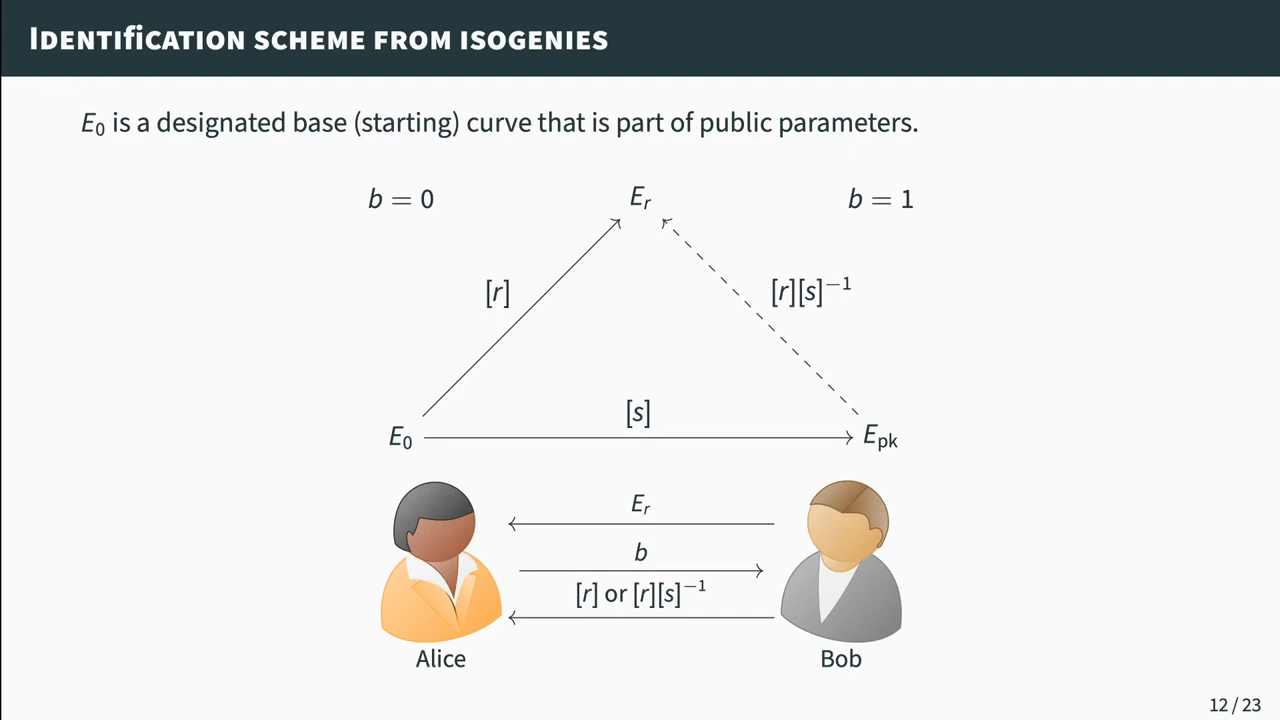 Identification scheme from isogenies
E₀ is a designated base (starting) curve that is part of public parameters.
b = 0
Eᵣ
b = 1
[r]
[r][s]⁻¹
[s]
E₀
E_pk
Eᵣ
b
[r] or [r][s]⁻¹
Alice
Bob
12 / 23